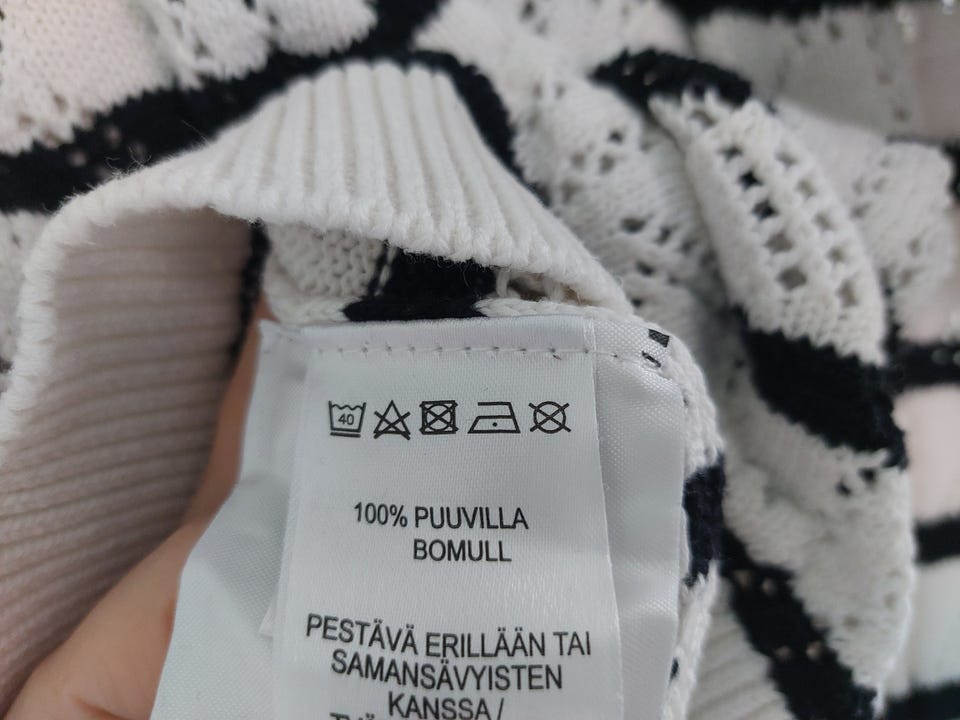 40
100% PUUVILLA
BOMULL
PESTÄVÄ ERILLÄÄN TAI
SAMANSÄVYISTEN
KANSSA /